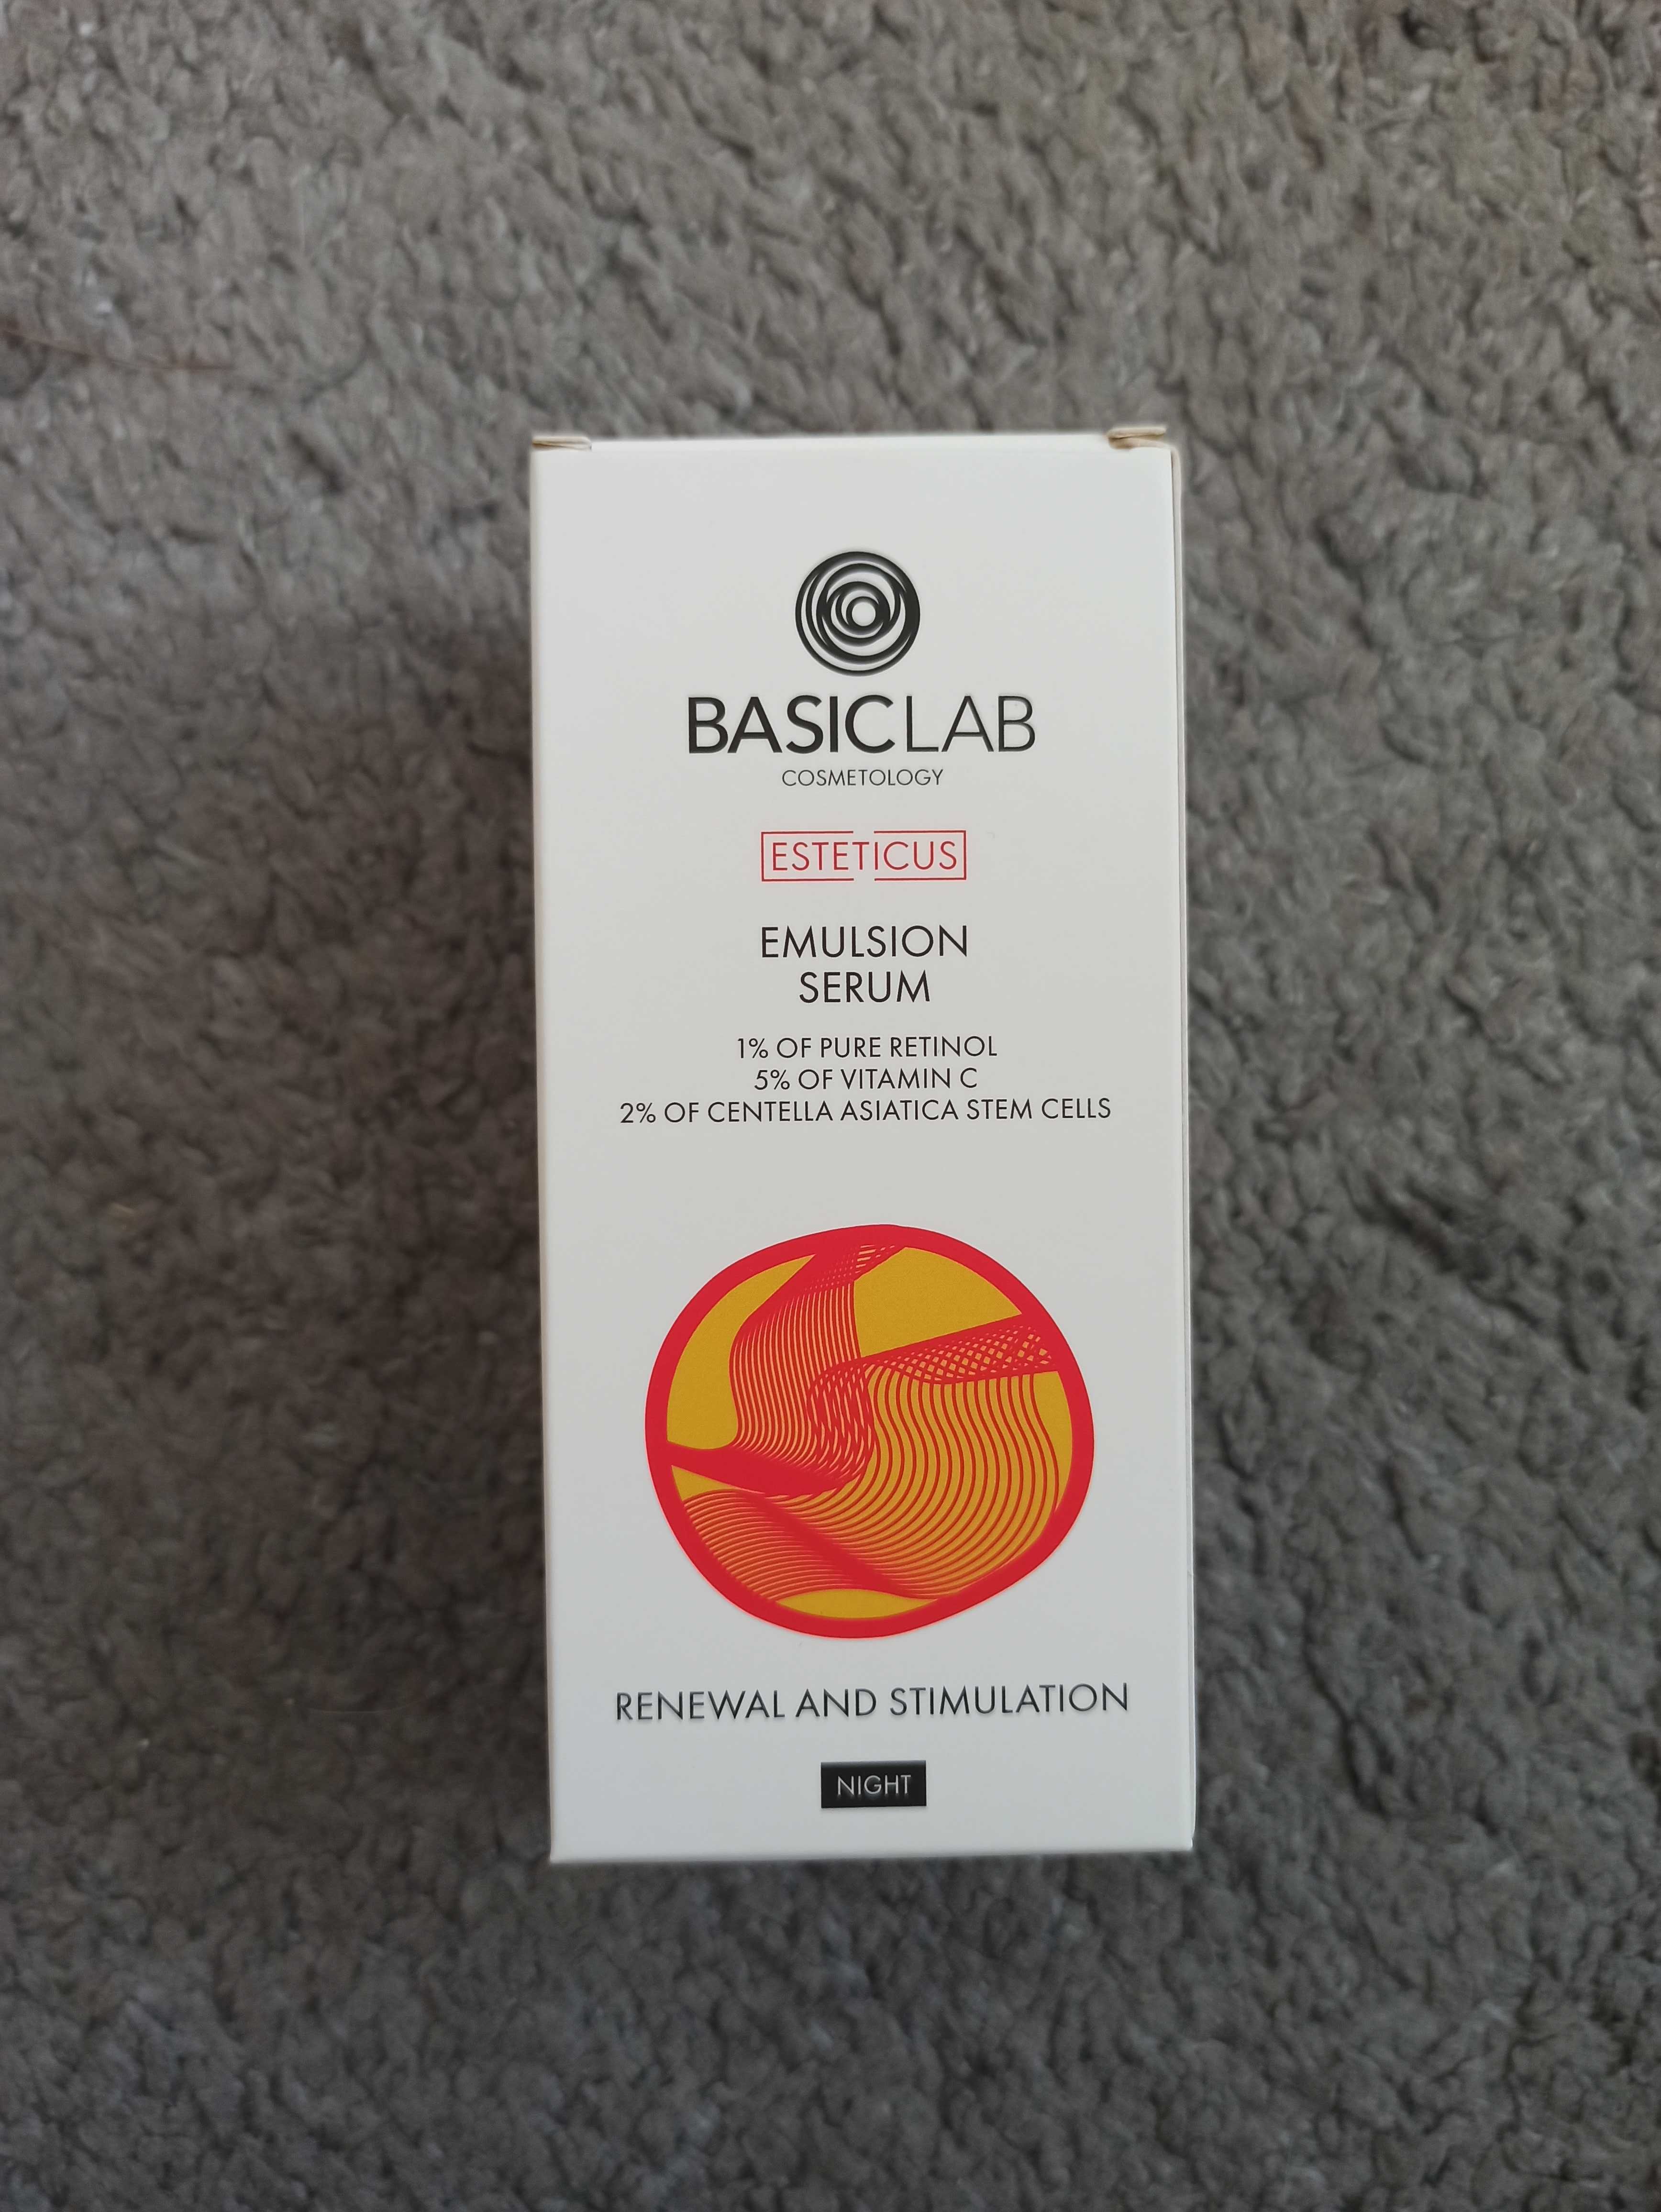 BASICLAB
COSMETOLOGY
ESTETICUS
EMULSION
SERUM
1% OF PURE RETINOL
5% OF VITAMIN C
2% OF CENTELLA ASIATICA STEM CELLS
RENEWAL AND STIMULATION
NIGHT